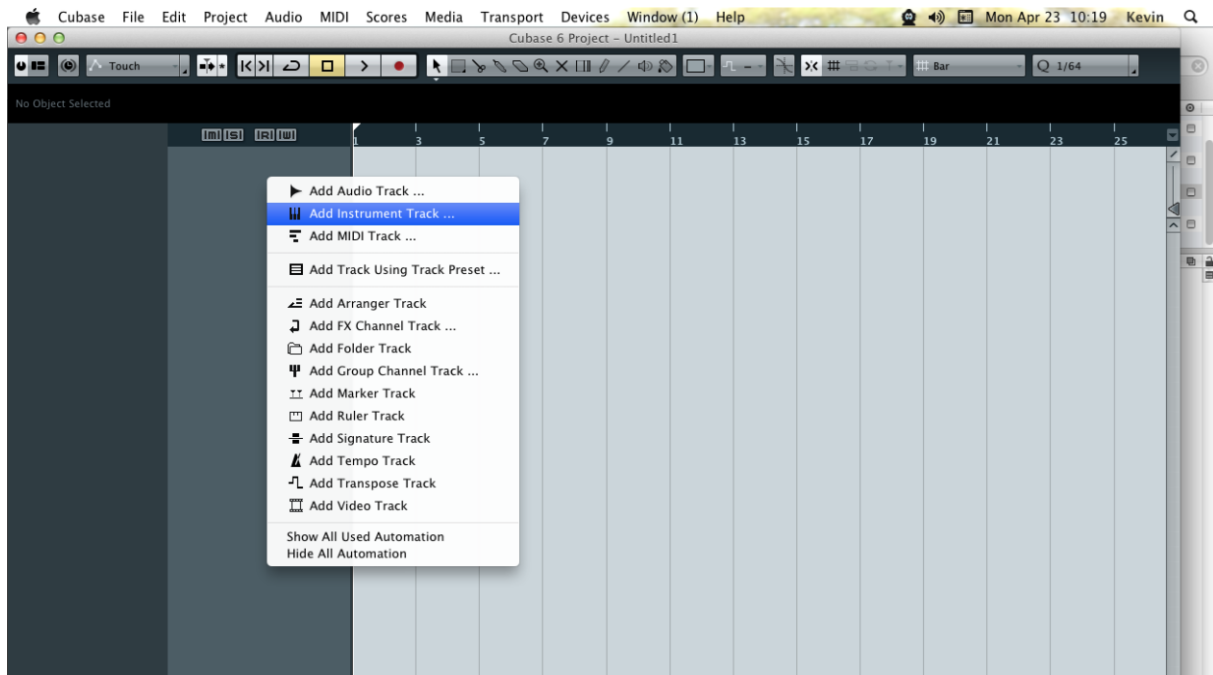 Cubase File Edit Project Audio MIDI Scores Media Transport Devices Window (1) Help Mon Apr 23 10:19 Kevin
Cubase 6 Project - Untitled1
Touch Bar Q 1/64
No Object Selected
[m] [S] [R] [W] 1 3 5 7 9 11 13 15 17 19 21 23 25
Add Audio Track ...
Add Instrument Track ...
Add MIDI Track ...
Add Track Using Track Preset ...
Add Arranger Track
Add FX Channel Track ...
Add Folder Track
Add Group Channel Track ...
Add Marker Track
Add Ruler Track
Add Signature Track
Add Tempo Track
Add Transpose Track
Add Video Track
Show All Used Automation
Hide All Automation